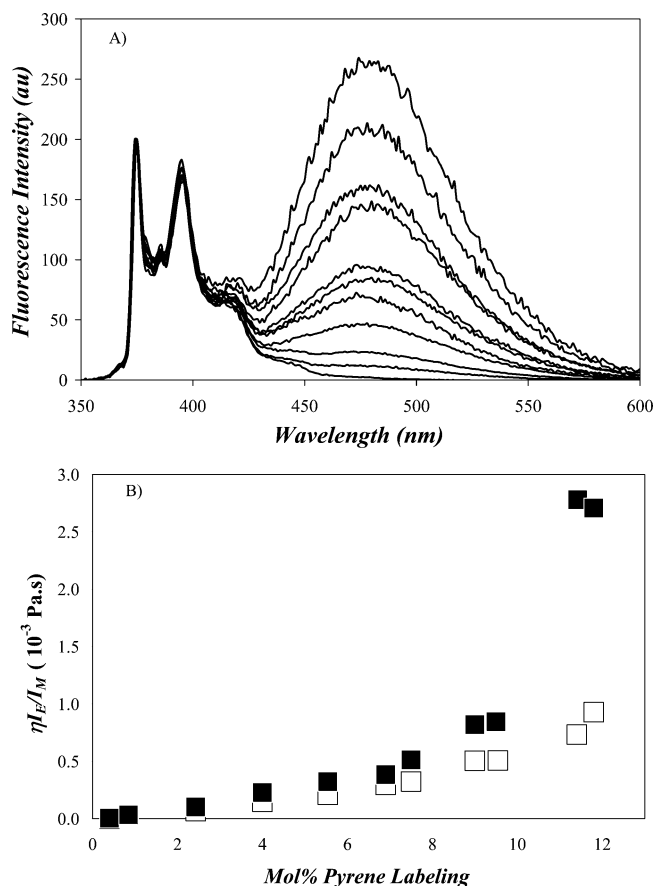 A)
300
250
200
150
100
50
0
350 400 450 500 550 600
Fluorescence Intensity (au)
Wavelength (nm)
B)
3.0
2.5
2.0
1.5
1.0
0.5
0.0
0 2 4 6 8 10 12
ηI_E/I_M ( 10⁻³ Pa.s)
Mol% Pyrene Labeling